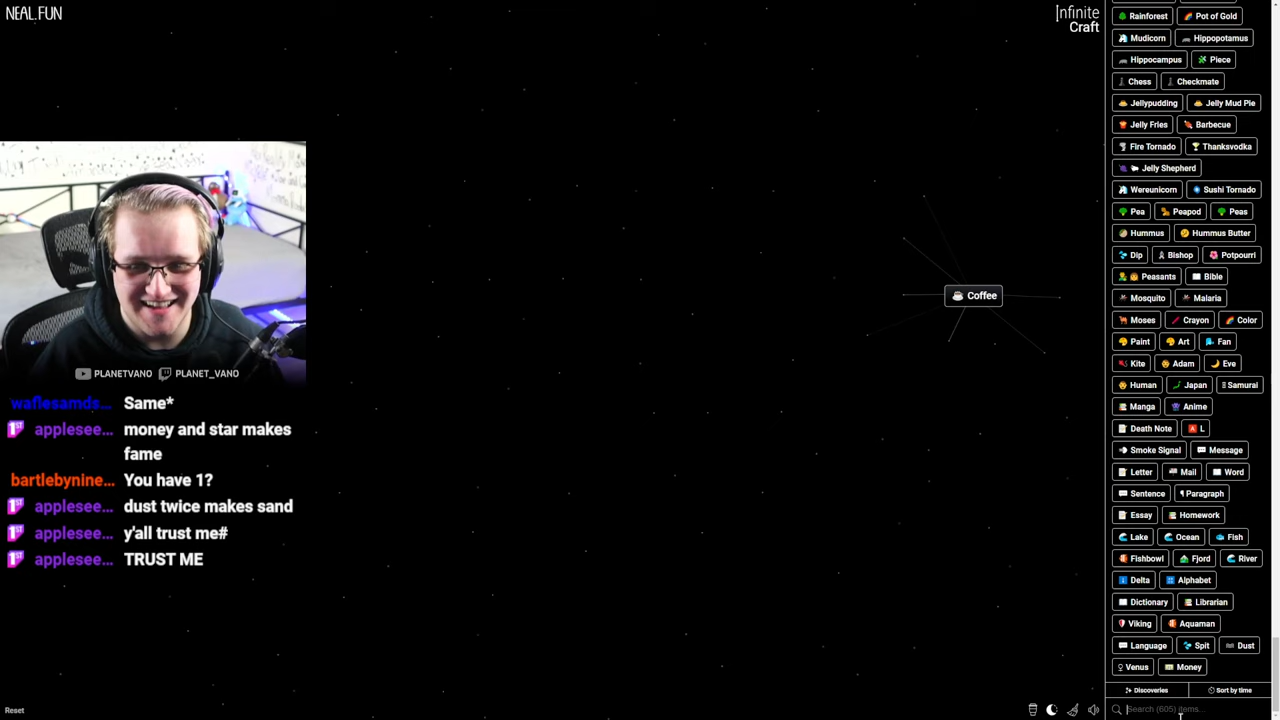 NEAL.FUN
Infinite
Craft
Rainforest Pot of Gold
Mudicorn Hippopotamus
Hippocampus Piece
Chess Checkmate
Jellypudding Jelly Mud Pie
Jelly Fries Barbecue
Fire Tornado Thanksvodka
Jelly Shepherd
Wereunicorn Sushi Tornado
Pea Peapod Peas
Hummus Hummus Butter
Dip Bishop Potpourri
Peasants Bible
Mosquito Malaria
Moses Crayon Color
Paint Art Fan
Kite Adam Eve
Human Japan Samurai
Manga Anime
Death Note L
Smoke Signal Message
Letter Mail Word
Sentence Paragraph
Essay Homework
Lake Ocean Fish
Fishbowl Fjord River
Delta Alphabet
Dictionary Librarian
Viking Aquaman
Language Spit Dust
Venus Money
Discoveries Sort by time
Search (605) items...
Coffee
PLANETVANO PLANET_VANO
waflesamds... Same*
applesee... money and star makes
fame
bartlebynine... You have 1?
applesee... dust twice makes sand
applesee... y'all trust me#
applesee... TRUST ME
Reset